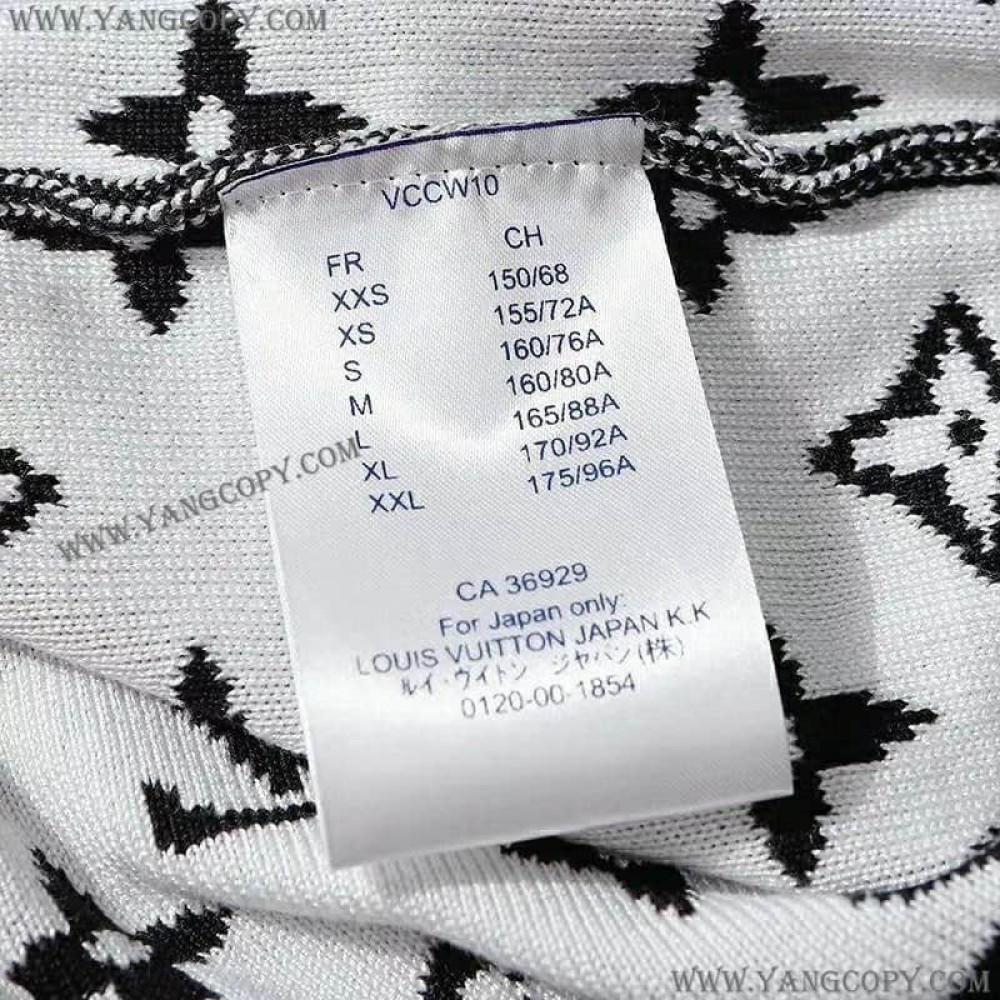 WWW.YANGCOPY.COM
WWW.YANGCOPY.COM
VCCW10
FR CH
XXS 150/68
XS 155/72A
S 160/76A
M 160/80A
L 165/88A
XL 170/92A
XXL 175/96A
WWW.YANGCOPY.COM
CA 36929
For Japan only:
LOUIS VUITTON JAPAN K.K
ルイ・ウイトン ジャパン(株)
0120-00-1854
WWW.YANGCOPY.COM